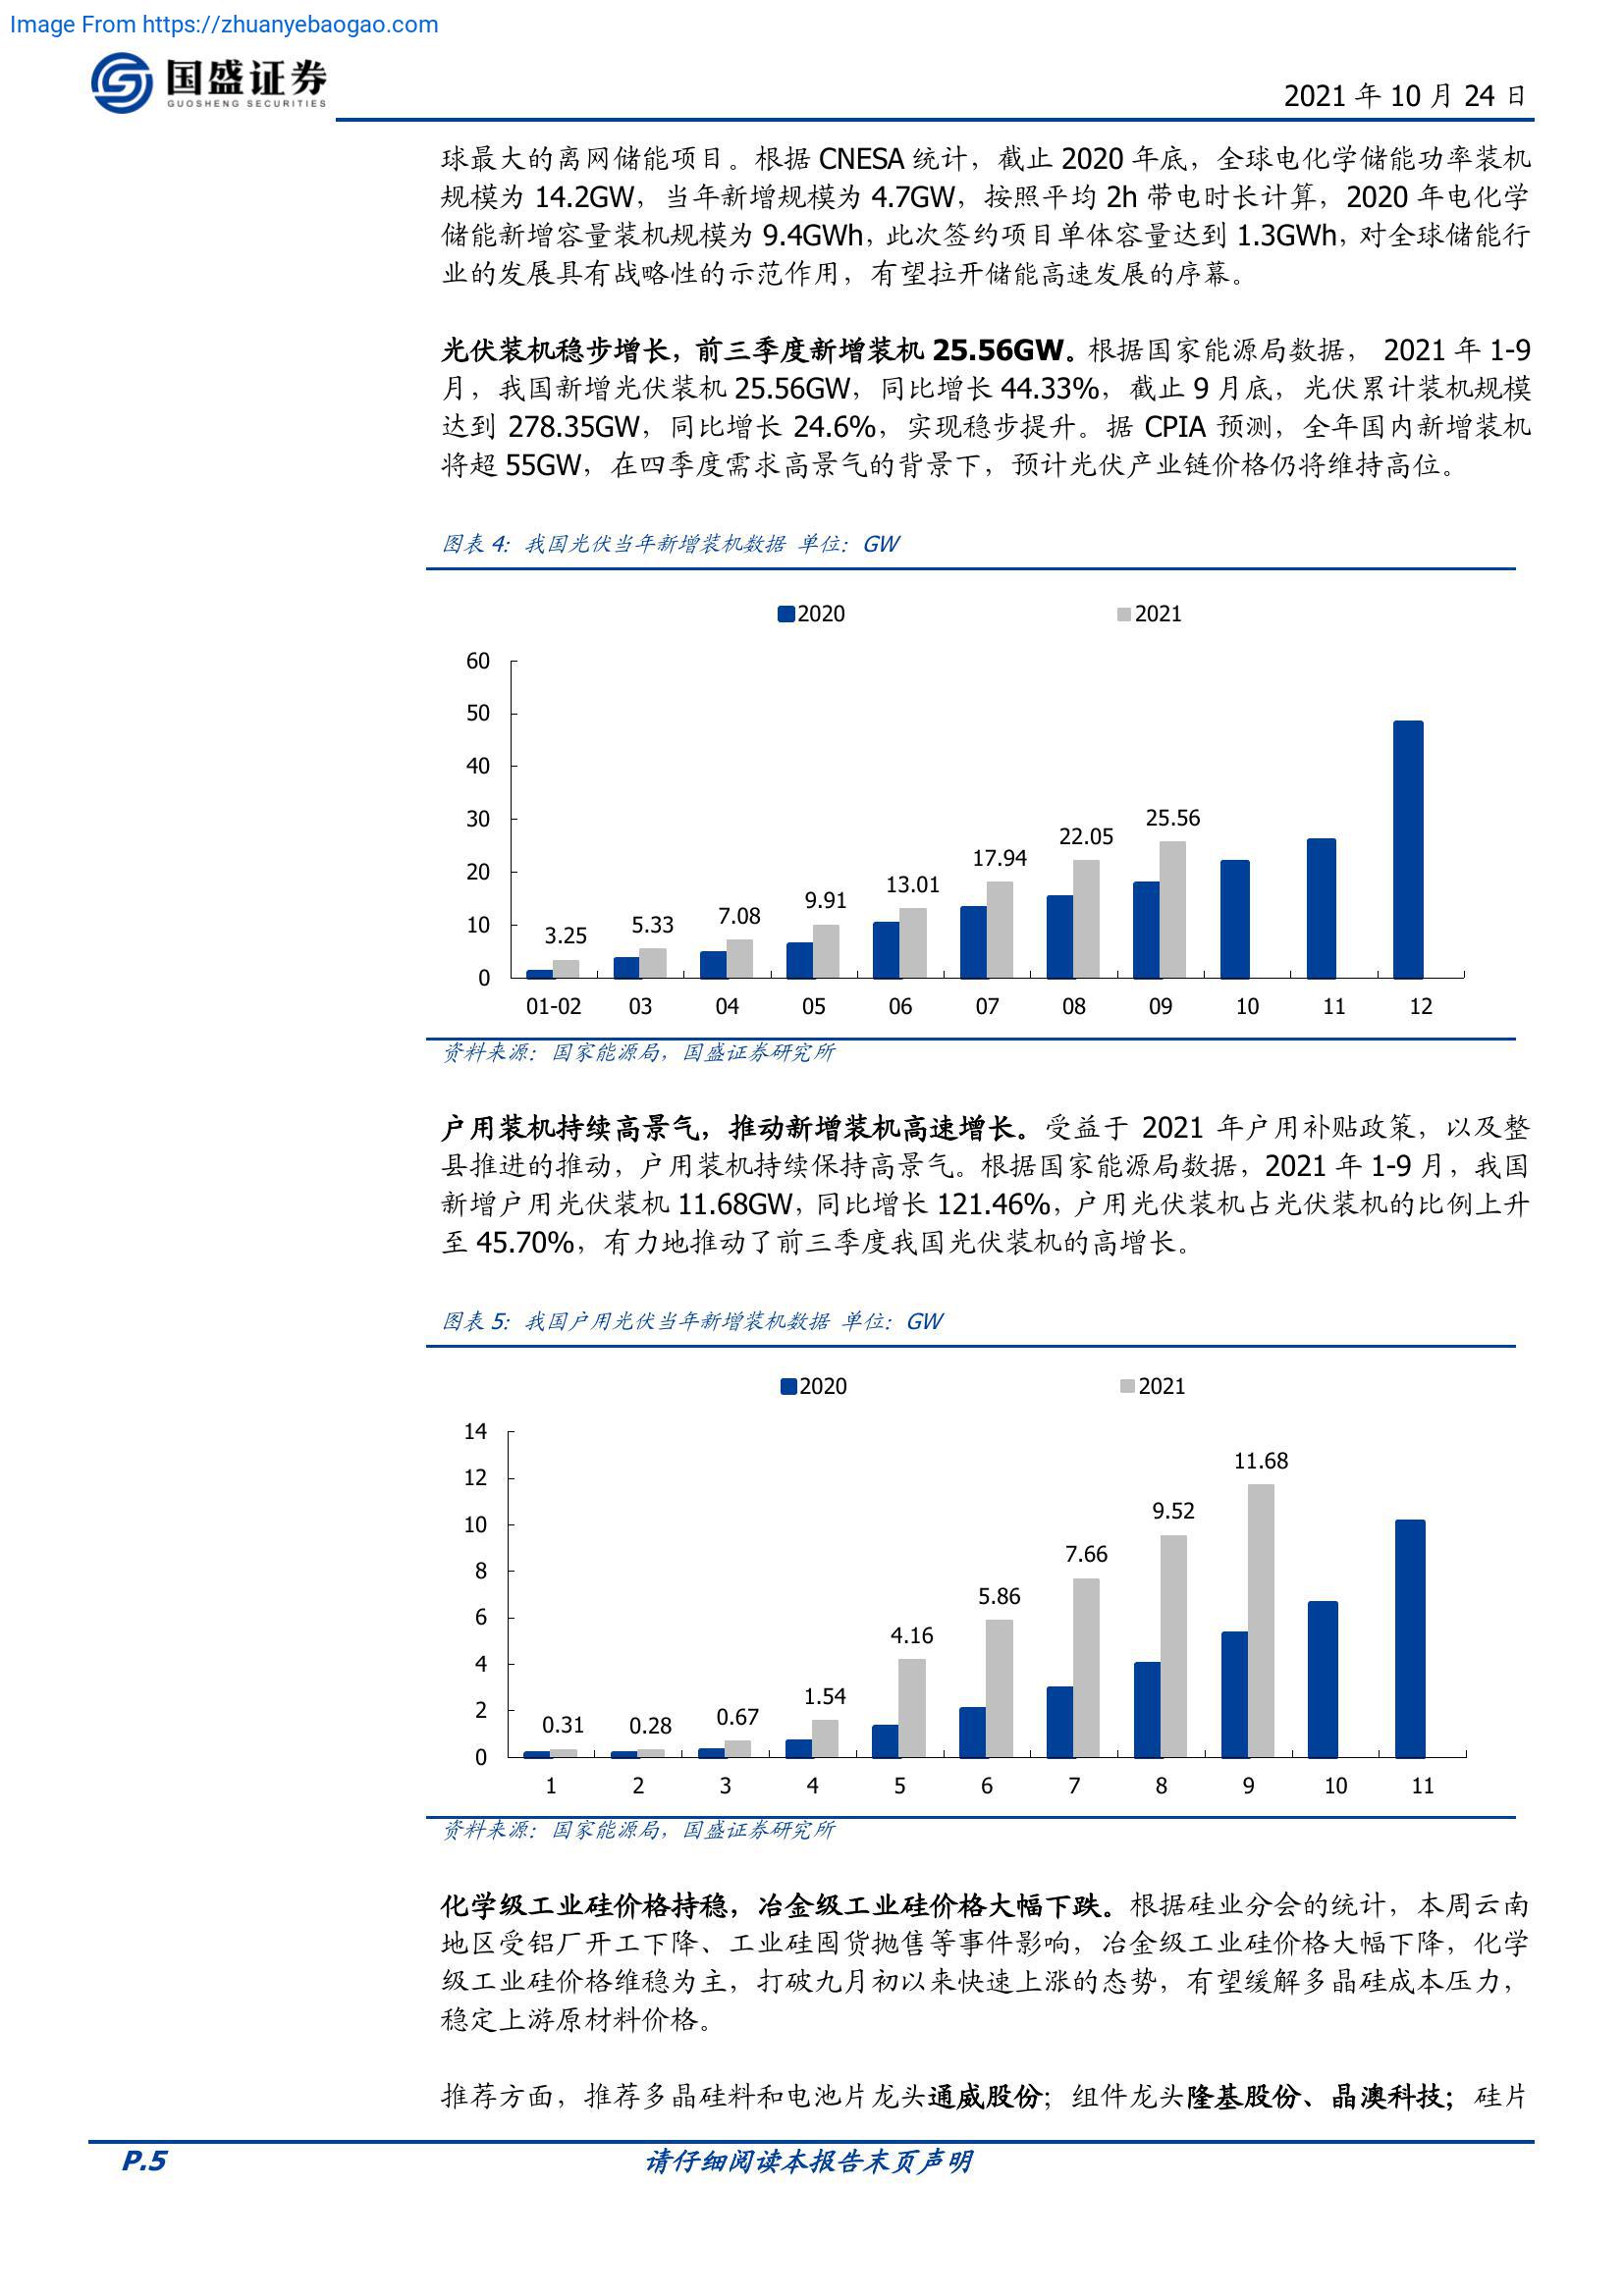 Image From https://zhuanyebaogao.com
国盛证券
GUOSHENG SECURITIES
2021 年 10 月 24 日
球最大的离网储能项目。根据 CNESA 统计，截止 2020 年底，全球电化学储能功率装机
规模为 14.2GW，当年新增规模为 4.7GW，按照平均 2h 带电时长计算，2020 年电化学
储能新增容量装机规模为 9.4GWh，此次签约项目单体容量达到 1.3GWh，对全球储能行
业的发展具有战略性的示范作用，有望拉开储能高速发展的序幕。
光伏装机稳步增长，前三季度新增装机 25.56GW。根据国家能源局数据， 2021 年 1-9
月，我国新增光伏装机 25.56GW，同比增长 44.33%，截止 9 月底，光伏累计装机规模
达到 278.35GW，同比增长 24.6%，实现稳步提升。据 CPIA 预测，全年国内新增装机
将超 55GW，在四季度需求高景气的背景下，预计光伏产业链价格仍将维持高位。
图表 4：我国光伏当年新增装机数据 单位：GW
2020 2021
60
50
40
30
20
10
0
3.25 5.33 7.08 9.91 13.01 17.94 22.05 25.56
01-02 03 04 05 06 07 08 09 10 11 12
资料来源：国家能源局，国盛证券研究所
户用装机持续高景气，推动新增装机高速增长。受益于 2021 年户用补贴政策，以及整
县推进的推动，户用装机持续保持高景气。根据国家能源局数据，2021 年 1-9 月，我国
新增户用光伏装机 11.68GW，同比增长 121.46%，户用光伏装机占光伏装机的比例上升
至 45.70%，有力地推动了前三季度我国光伏装机的高增长。
图表 5：我国户用光伏当年新增装机数据 单位：GW
2020 2021
14
12
10
8
6
4
2
0
0.31 0.28 0.67 1.54 4.16 5.86 7.66 9.52 11.68
1 2 3 4 5 6 7 8 9 10 11
资料来源：国家能源局，国盛证券研究所
化学级工业硅价格持稳，冶金级工业硅价格大幅下跌。根据硅业分会的统计，本周云南
地区受铝厂开工下降、工业硅囤货抛售等事件影响，冶金级工业硅价格大幅下降，化学
级工业硅价格维稳为主，打破九月初以来快速上涨的态势，有望缓解多晶硅成本压力，
稳定上游原材料价格。
推荐方面，推荐多晶硅料和电池片龙头通威股份；组件龙头隆基股份、晶澳科技；硅片
P.5
请仔细阅读本报告末页声明